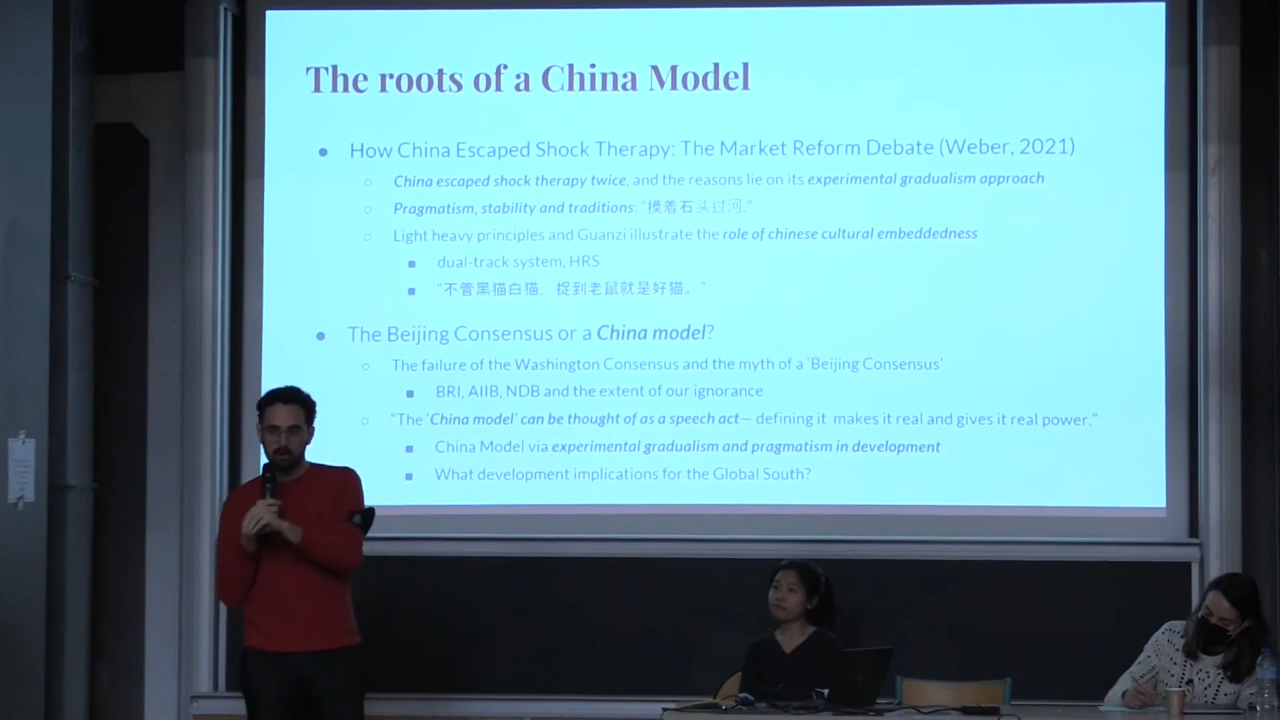 The roots of a China Model
● How China Escaped Shock Therapy: The Market Reform Debate (Weber, 2021)
○ China escaped shock therapy twice, and the reasons lie on its experimental gradualism approach
○ Pragmatism, stability and traditions: "摸着石头过河."
○ Light heavy principles and Guanzi illustrate the role of chinese cultural embeddedness
■ dual-track system, HRS
■ "不管黑猫白猫，捉到老鼠就是好猫。"
● The Beijing Consensus or a China model?
○ The failure of the Washington Consensus and the myth of a 'Beijing Consensus'
■ BRI, AIIB, NDB and the extent of our ignorance
○ "The 'China model' can be thought of as a speech act— defining it makes it real and gives it real power."
■ China Model via experimental gradualism and pragmatism in development
■ What development implications for the Global South?